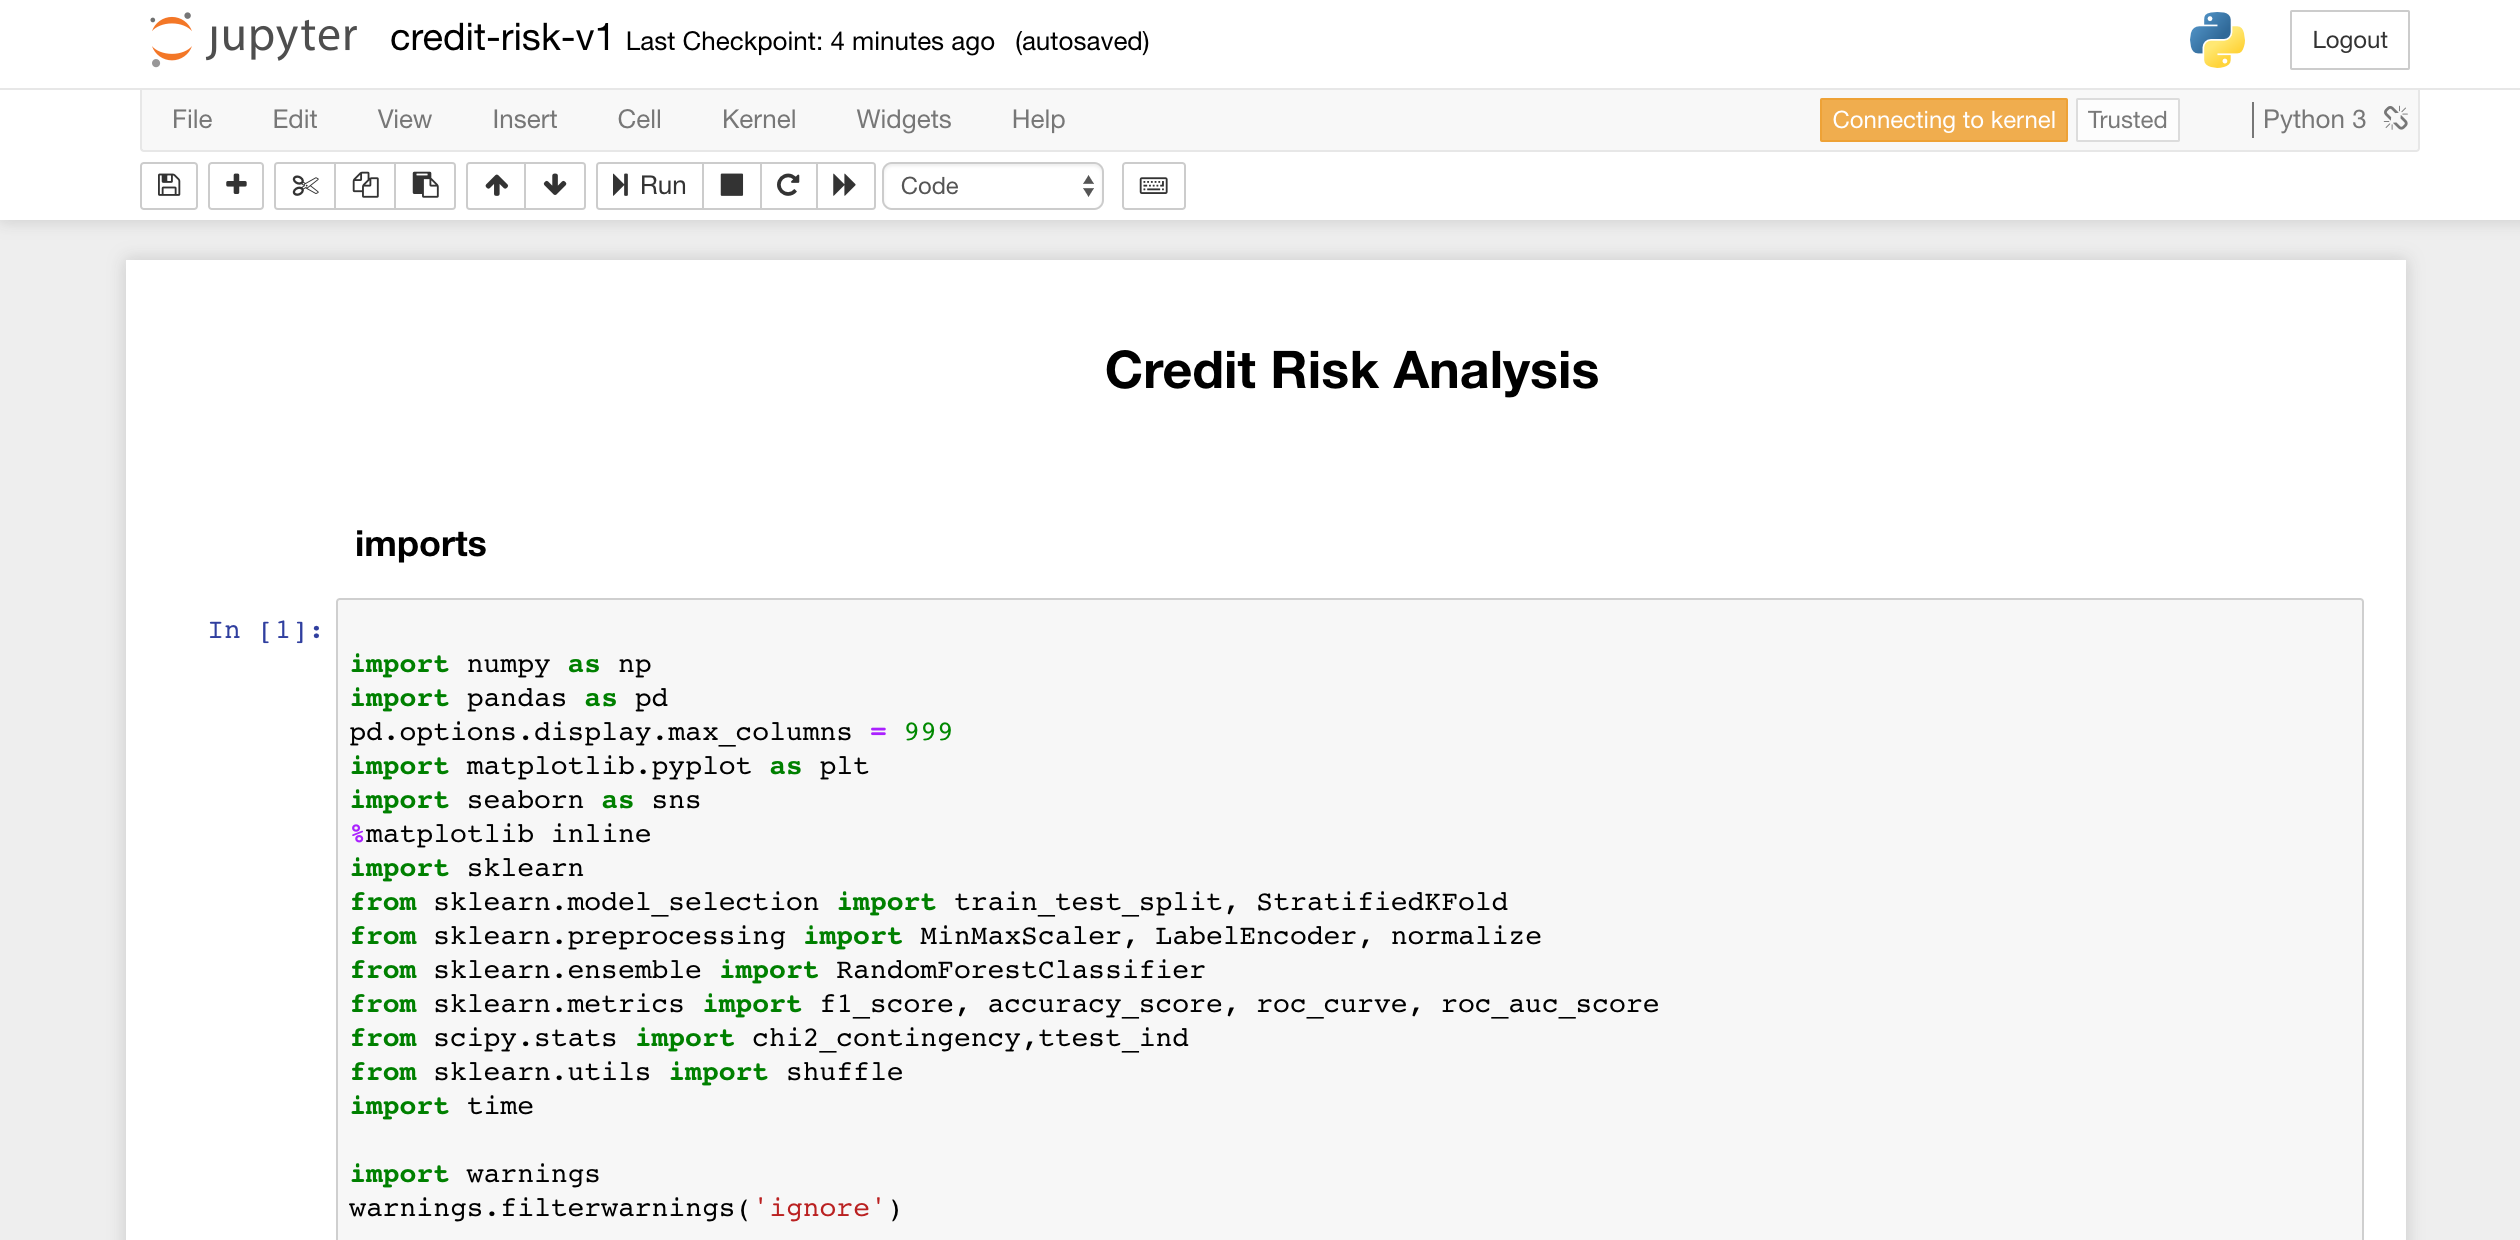 jupyter credit-risk-v1 Last Checkpoint: 4 minutes ago (autosaved) Logout
File Edit View Insert Cell Kernel Widgets Help Connecting to kernel Trusted Python 3
Run Code
Credit Risk Analysis
imports
In [1]:
import numpy as np
import pandas as pd
pd.options.display.max_columns = 999
import matplotlib.pyplot as plt
import seaborn as sns
%matplotlib inline
import sklearn
from sklearn.model_selection import train_test_split, StratifiedKFold
from sklearn.preprocessing import MinMaxScaler, LabelEncoder, normalize
from sklearn.ensemble import RandomForestClassifier
from sklearn.metrics import f1_score, accuracy_score, roc_curve, roc_auc_score
from scipy.stats import chi2_contingency,ttest_ind
from sklearn.utils import shuffle
import time
import warnings
warnings.filterwarnings('ignore')